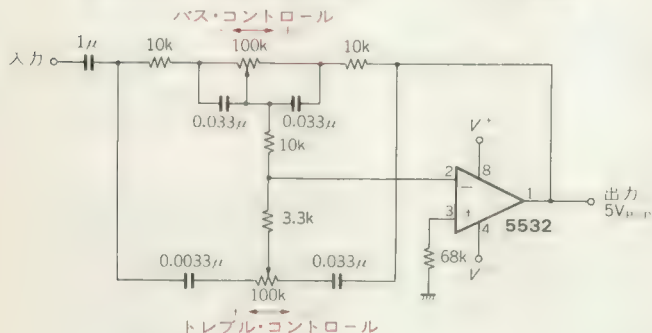 バス・コントロール
1μ
10k
100k
10k
入力
0.033μ
0.033μ
10k
V⁺
2
8
−
1
出力
3
+
5V_P-P
4
5532
3.3k
68k
V⁻
0.0033μ
0.033μ
100k
トレブル・コントロール